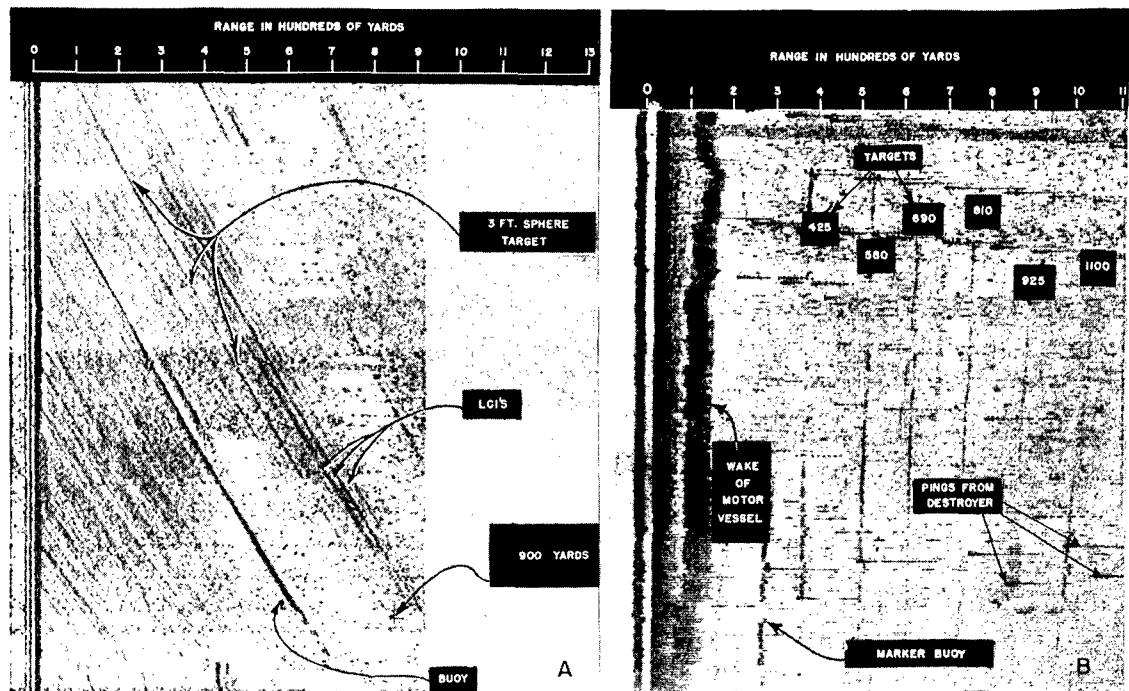 RANGE IN HUNDREDS OF YARDS
0 1 2 3 4 5 6 7 8 9 10 11 12 13
3 FT. SPHERE
TARGET
LCI'S
900 YARDS
BUOY
A
RANGE IN HUNDREDS OF YARDS
0 1 2 3 4 5 6 7 8 9 10 11
TARGETS
425
560
690
810
925
1100
WAKE
OF
MOTOR
VESSEL
PINGS FROM
DESTROYER
MARKER BUOY
B